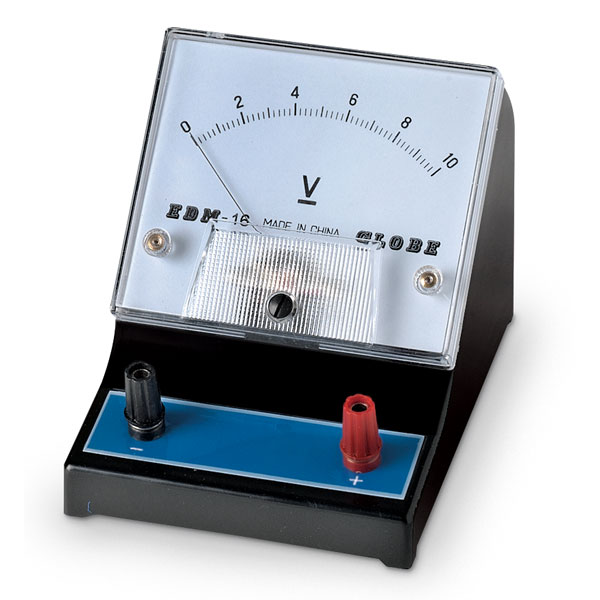 0 2 4 6 8 10
V
EDM-16 MADE IN CHINA GLOBE
- +